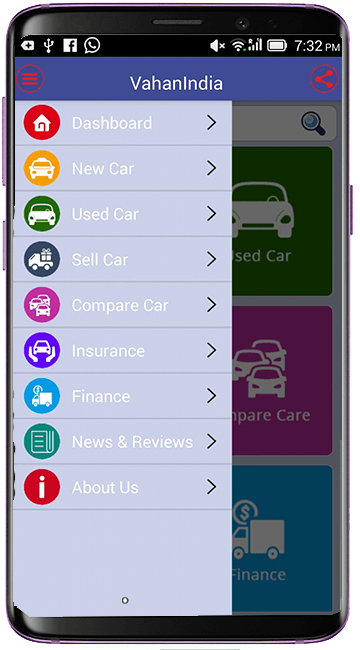 7:32 PM
VahanIndia
Dashboard
New Car
Used Car
Sell Car
Compare Car
Insurance
Finance
News & Reviews
About Us
Used Car
mpare Care
Finance